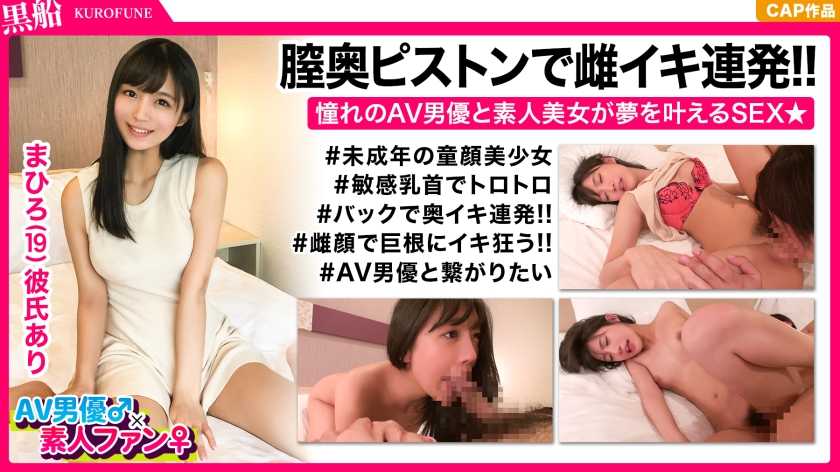 黒船 KUROFUNE
CAP作品
膣奥ピストンで雌イキ連発!!
憧れのAV男優と素人美女が夢を叶えるSEX★
#未成年の童顔美少女
#敏感乳首でトロトロ
#バックで奥イキ連発!!
#雌顔で巨根にイキ狂う!!
#AV男優と繋がりたい
まひろ(19) 彼氏あり
AV男優♂×
素人ファン♀